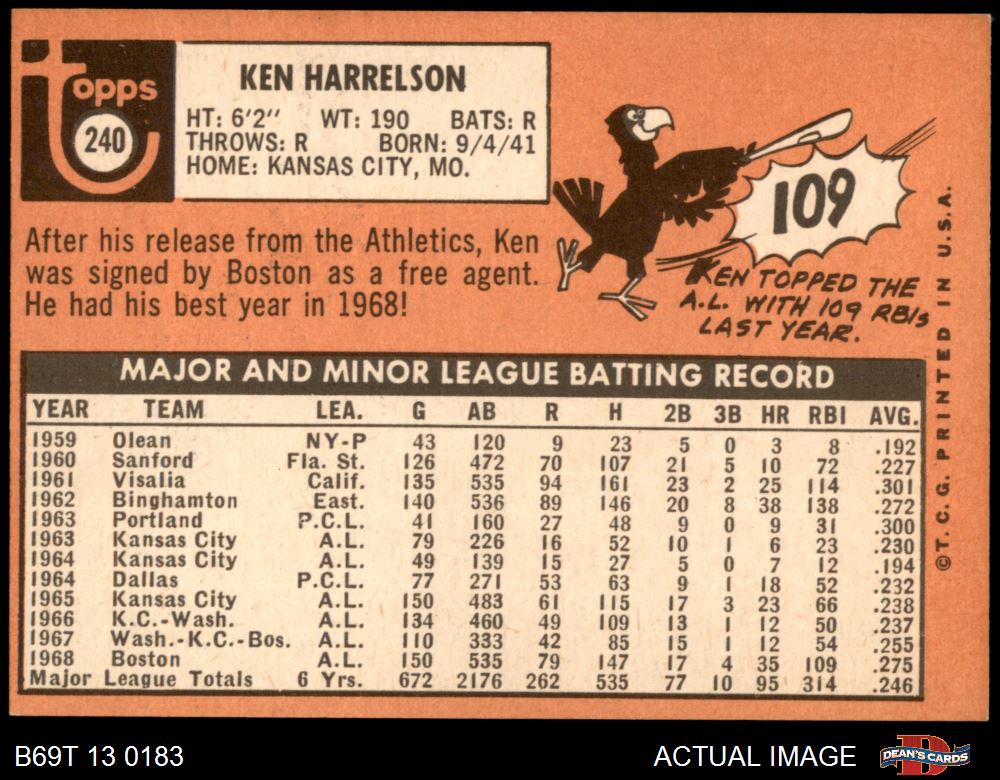 topps
240
KEN HARRELSON
HT: 6'2" WT: 190 BATS: R
THROWS: R BORN: 9/4/41
HOME: KANSAS CITY, MO.
109
KEN TOPPED THE
A.L. WITH 109 RBIs
LAST YEAR.
After his release from the Athletics, Ken
was signed by Boston as a free agent.
He had his best year in 1968!
MAJOR AND MINOR LEAGUE BATTING RECORD
YEAR TEAM LEA. G AB R H 2B 3B HR RBI AVG.
1959 Olean NY-P 43 120 9 23 5 0 3 8 .192
1960 Sanford Fla. St. 126 472 70 107 21 5 10 72 .227
1961 Visalia Calif. 135 535 94 161 23 2 25 114 .301
1962 Binghamton East. 140 536 89 146 20 8 38 138 .272
1963 Portland P.C.L. 41 160 27 48 9 0 9 31 .300
1963 Kansas City A.L. 79 226 16 52 10 1 6 23 .230
1964 Kansas City A.L. 49 139 15 27 5 0 7 12 .194
1964 Dallas P.C.L. 77 271 53 63 9 1 18 52 .232
1965 Kansas City A.L. 150 483 61 115 17 3 23 66 .238
1966 K.C.-Wash. A.L. 134 460 49 109 13 1 12 50 .237
1967 Wash.-K.C.-Bos. A.L. 110 333 42 85 15 1 12 54 .255
1968 Boston A.L. 150 535 79 147 17 4 35 109 .275
Major League Totals 6 Yrs. 672 2176 262 535 77 10 95 314 .246
©T. C. G. PRINTED IN U.S.A.
B69T 13 0183
ACTUAL IMAGE
DEAN'S CARDS